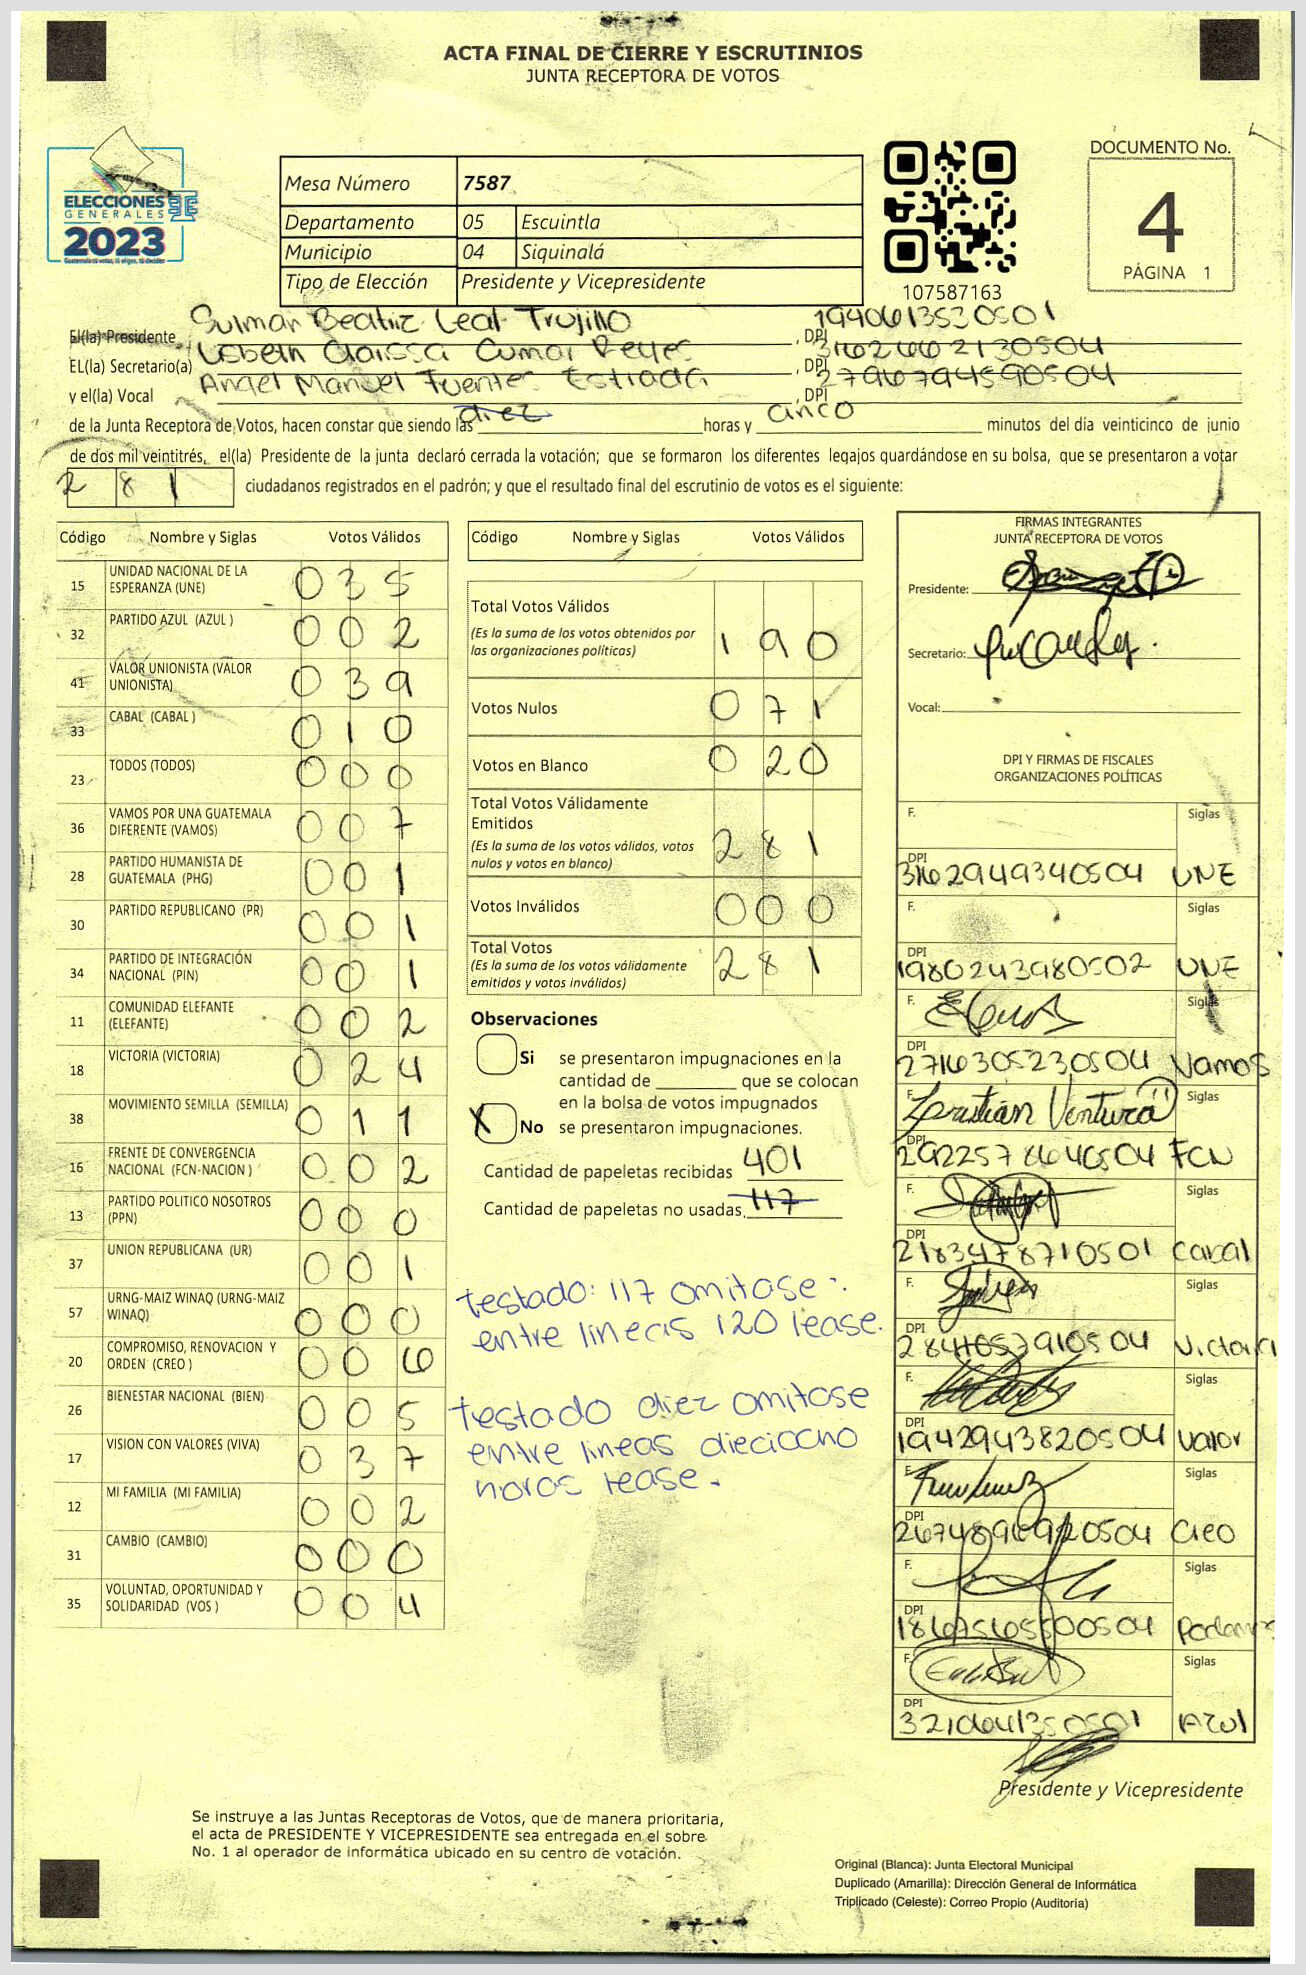 ACTA FINAL DE CIERRE Y ESCRUTINIOS
JUNTA RECEPTORA DE VOTOS
ELECCIONES
GENERALES
2023
Mesa Número 7587
Departamento 05 Escuintla
Municipio 04 Siquinalá
Tipo de Elección Presidente y Vicepresidente
107587163
DOCUMENTO No.
4
PÁGINA 1
El(la) Presidente Sulmar Beatriz Leal Trujillo, DPI 1940613530501
EL(la) Secretario(a) Lisbeth Clarissa Cumar Reyes, DPI 3162662130504
y el(la) Vocal Angel Manuel Fuentes Estrada, DPI 2796794590504
de la Junta Receptora de Votos, hacen constar que siendo las diez horas y cinco minutos del día veinticinco de junio
de dos mil veintitrés, el(la) Presidente de la junta declaró cerrada la votación; que se formaron los diferentes legajos guardándose en su bolsa, que se presentaron a votar
2 8 1 ciudadanos registrados en el padrón; y que el resultado final del escrutinio de votos es el siguiente:
Código Nombre y Siglas Votos Válidos
15 UNIDAD NACIONAL DE LA ESPERANZA (UNE) 0 3 5
32 PARTIDO AZUL (AZUL ) 0 0 2
41 VALOR UNIONISTA (VALOR UNIONISTA) 0 3 9
33 CABAL (CABAL ) 0 1 0
23 TODOS (TODOS) 0 0 0
36 VAMOS POR UNA GUATEMALA DIFERENTE (VAMOS) 0 0 7
28 PARTIDO HUMANISTA DE GUATEMALA (PHG) 0 0 1
30 PARTIDO REPUBLICANO (PR) 0 0 1
34 PARTIDO DE INTEGRACIÓN NACIONAL (PIN) 0 0 1
11 COMUNIDAD ELEFANTE (ELEFANTE) 0 0 2
18 VICTORIA (VICTORIA) 0 2 4
38 MOVIMIENTO SEMILLA (SEMILLA) 0 1 1
16 FRENTE DE CONVERGENCIA NACIONAL (FCN-NACION ) 0 0 2
13 PARTIDO POLITICO NOSOTROS (PPN) 0 0 0
37 UNION REPUBLICANA (UR) 0 0 1
57 URNG-MAIZ WINAQ (URNG-MAIZ WINAQ) 0 0 0
20 COMPROMISO, RENOVACION Y ORDEN (CREO ) 0 0 6
26 BIENESTAR NACIONAL (BIEN) 0 0 5
17 VISION CON VALORES (VIVA) 0 3 7
12 MI FAMILIA (MI FAMILIA) 0 0 2
31 CAMBIO (CAMBIO) 0 0 0
35 VOLUNTAD, OPORTUNIDAD Y SOLIDARIDAD (VOS ) 0 0 4
Código Nombre y Siglas Votos Válidos
Total Votos Válidos 1 9 0
(Es la suma de los votos obtenidos por
las organizaciones políticas)
Votos Nulos 0 7 1
Votos en Blanco 0 2 0
Total Votos Válidamente
Emitidos 2 8 1
(Es la suma de los votos válidos, votos
nulos y votos en blanco)
Votos Inválidos 0 0 0
Total Votos 2 8 1
(Es la suma de los votos válidamente
emitidos y votos inválidos)
Observaciones
Si se presentaron impugnaciones en la
cantidad de ________ que se colocan
en la bolsa de votos impugnados
X No se presentaron impugnaciones.
Cantidad de papeletas recibidas 401
Cantidad de papeletas no usadas. 117
testado: 117 omitase.
entre lineas 120 lease.
testado diez omitase
entre lineas dieciocho
horas lease.
FIRMAS INTEGRANTES
JUNTA RECEPTORA DE VOTOS
Presidente:
Secretario:
Vocal:
DPI Y FIRMAS DE FISCALES
ORGANIZACIONES POLÍTICAS
F. Siglas
DPI 3162949340504 UNE
F. Siglas
DPI 1980243980502 UNE
F. Siglas
DPI 2716305230504 Vamos
F. Cristian Ventura Siglas
DPI 2922578640504 FCN
F. Siglas
DPI 2183478710501 Cabal
F. Siglas
DPI Victoria
F. Siglas
DPI 1942943820504 Valor
F. Siglas
DPI Creo
F. Siglas
DPI
F. Siglas
DPI Azul
Presidente y Vicepresidente
Se instruye a las Juntas Receptoras de Votos, que de manera prioritaria,
el acta de PRESIDENTE Y VICEPRESIDENTE sea entregada en el sobre
No. 1 al operador de informática ubicado en su centro de votación.
Original (Blanca): Junta Electoral Municipal
Duplicado (Amarilla): Dirección General de Informática
Triplicado (Celeste): Correo Propio (Auditoria)